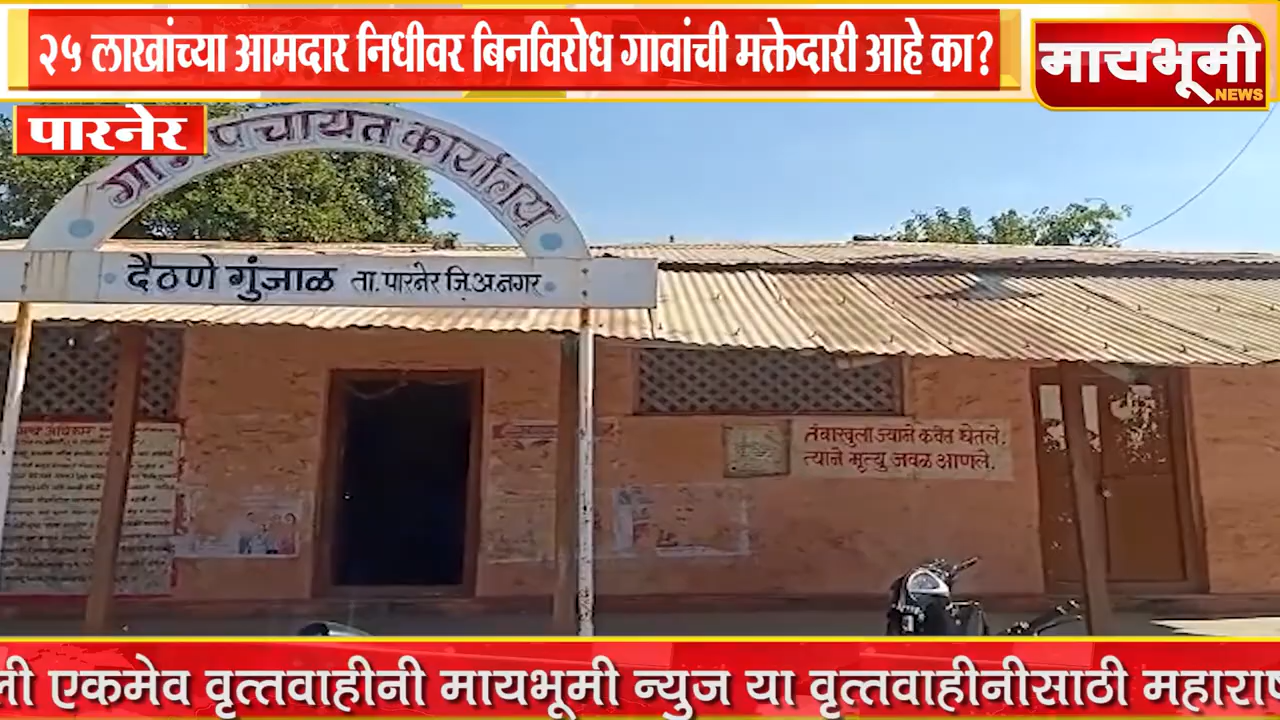 २५ लाखांच्या आमदार निधीवर बिनविरोध गावांची मक्तेदारी आहे का?
मायभूमी
NEWS
पारनेर
ग्रामपंचायत कार्यालय
दैठणे गुंजाळ ता. पारनेर जि.अ.नगर
तंबाखुला ज्याने कवेत घेतले.
त्याने मृत्यु जवळ आणले.
ली एकमेव वृत्तवाहीनी मायभूमी न्युज या वृत्तवाहीनीसाठी महाराष्